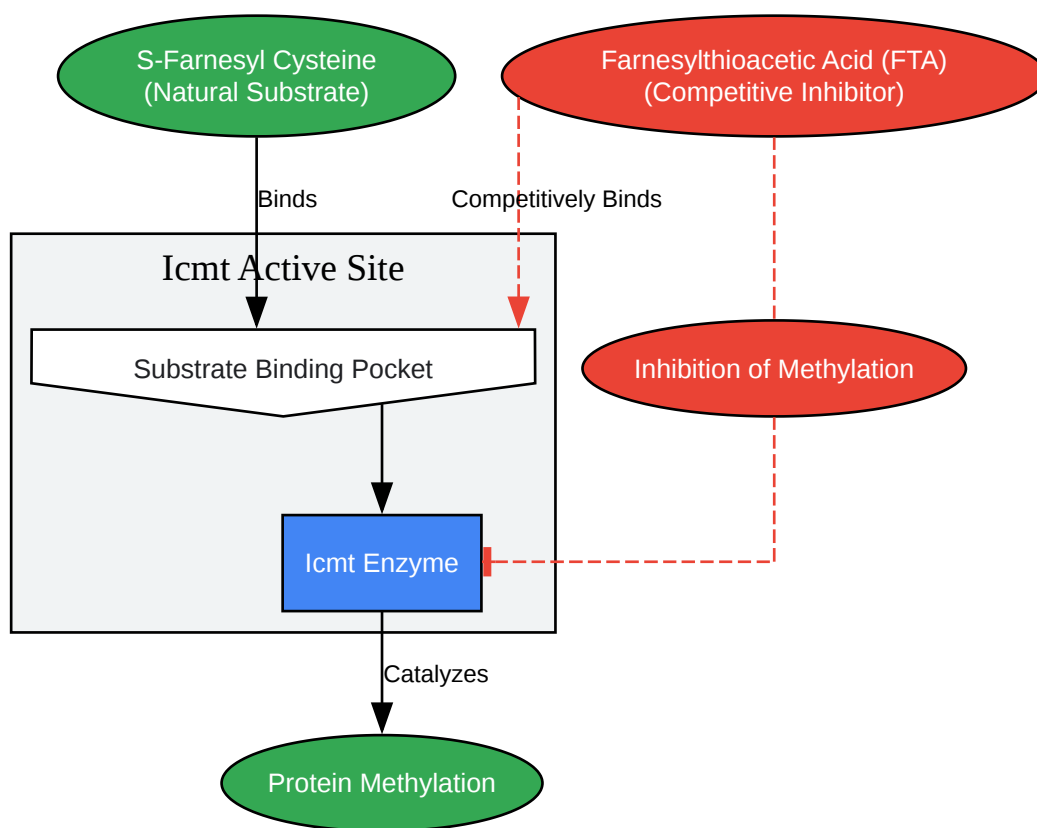 S-Farnesyl Cysteine
(Natural Substrate)
Farnesylthioacetic Acid (FTA)
(Competitive Inhibitor)
Binds
Competitively Binds
Icmt Active Site
Substrate Binding Pocket
Inhibition of Methylation
Icmt Enzyme
Catalyzes
Protein Methylation